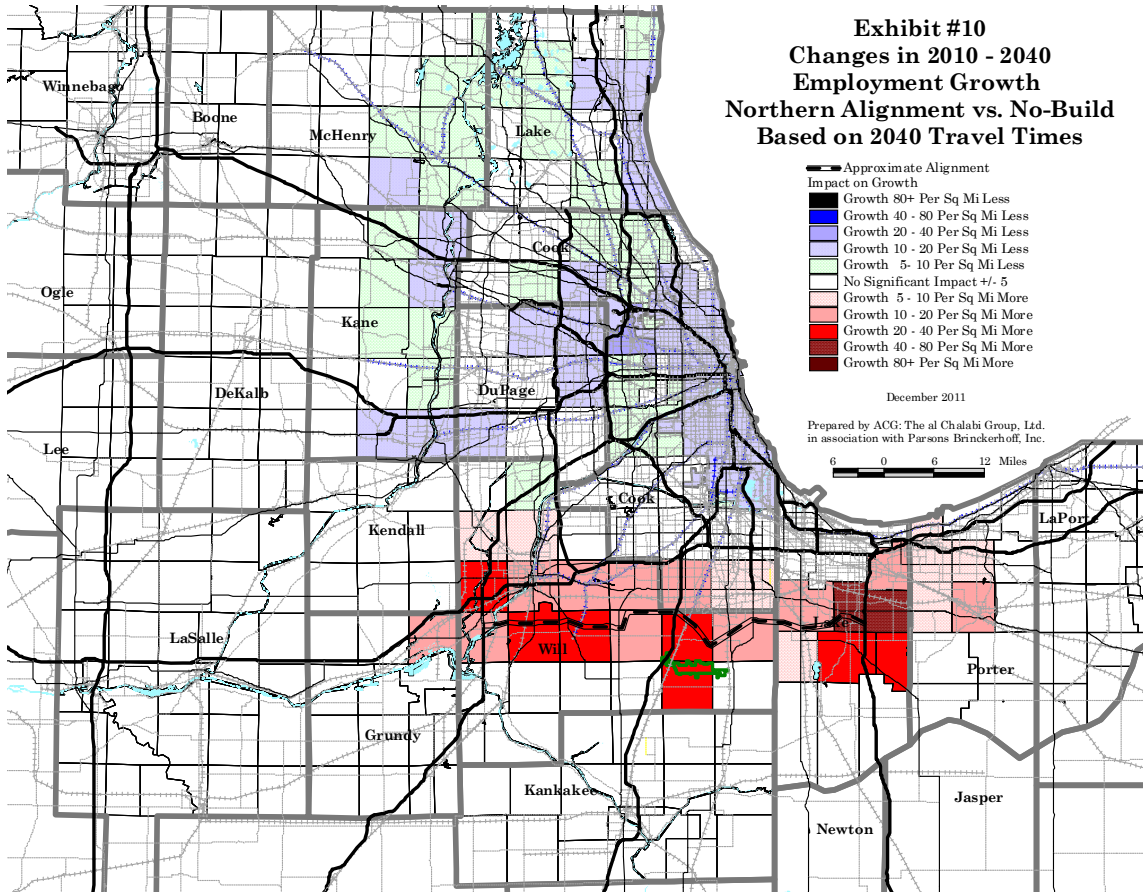 Exhibit #10
Changes in 2010 - 2040
Employment Growth
Northern Alignment vs. No-Build
Based on 2040 Travel Times
Approximate Alignment
Impact on Growth
Growth 80+ Per Sq Mi Less
Growth 40 - 80 Per Sq Mi Less
Growth 20 - 40 Per Sq Mi Less
Growth 10 - 20 Per Sq Mi Less
Growth 5- 10 Per Sq Mi Less
No Significant Impact +/- 5
Growth 5 - 10 Per Sq Mi More
Growth 10 - 20 Per Sq Mi More
Growth 20 - 40 Per Sq Mi More
Growth 40 - 80 Per Sq Mi More
Growth 80+ Per Sq Mi More
December 2011
Prepared by ACG: The al Chalabi Group, Ltd.
in association with Parsons Brinckerhoff, Inc.
6 0 6 12 Miles
Winnebago
Boone
McHenry
Lake
Cook
Ogle
Kane
DeKalb
DuPage
Lee
Cook
Kendall
LaPorte
LaSalle
Will
Lake
Porter
Grundy
Kankakee
Jasper
Newton